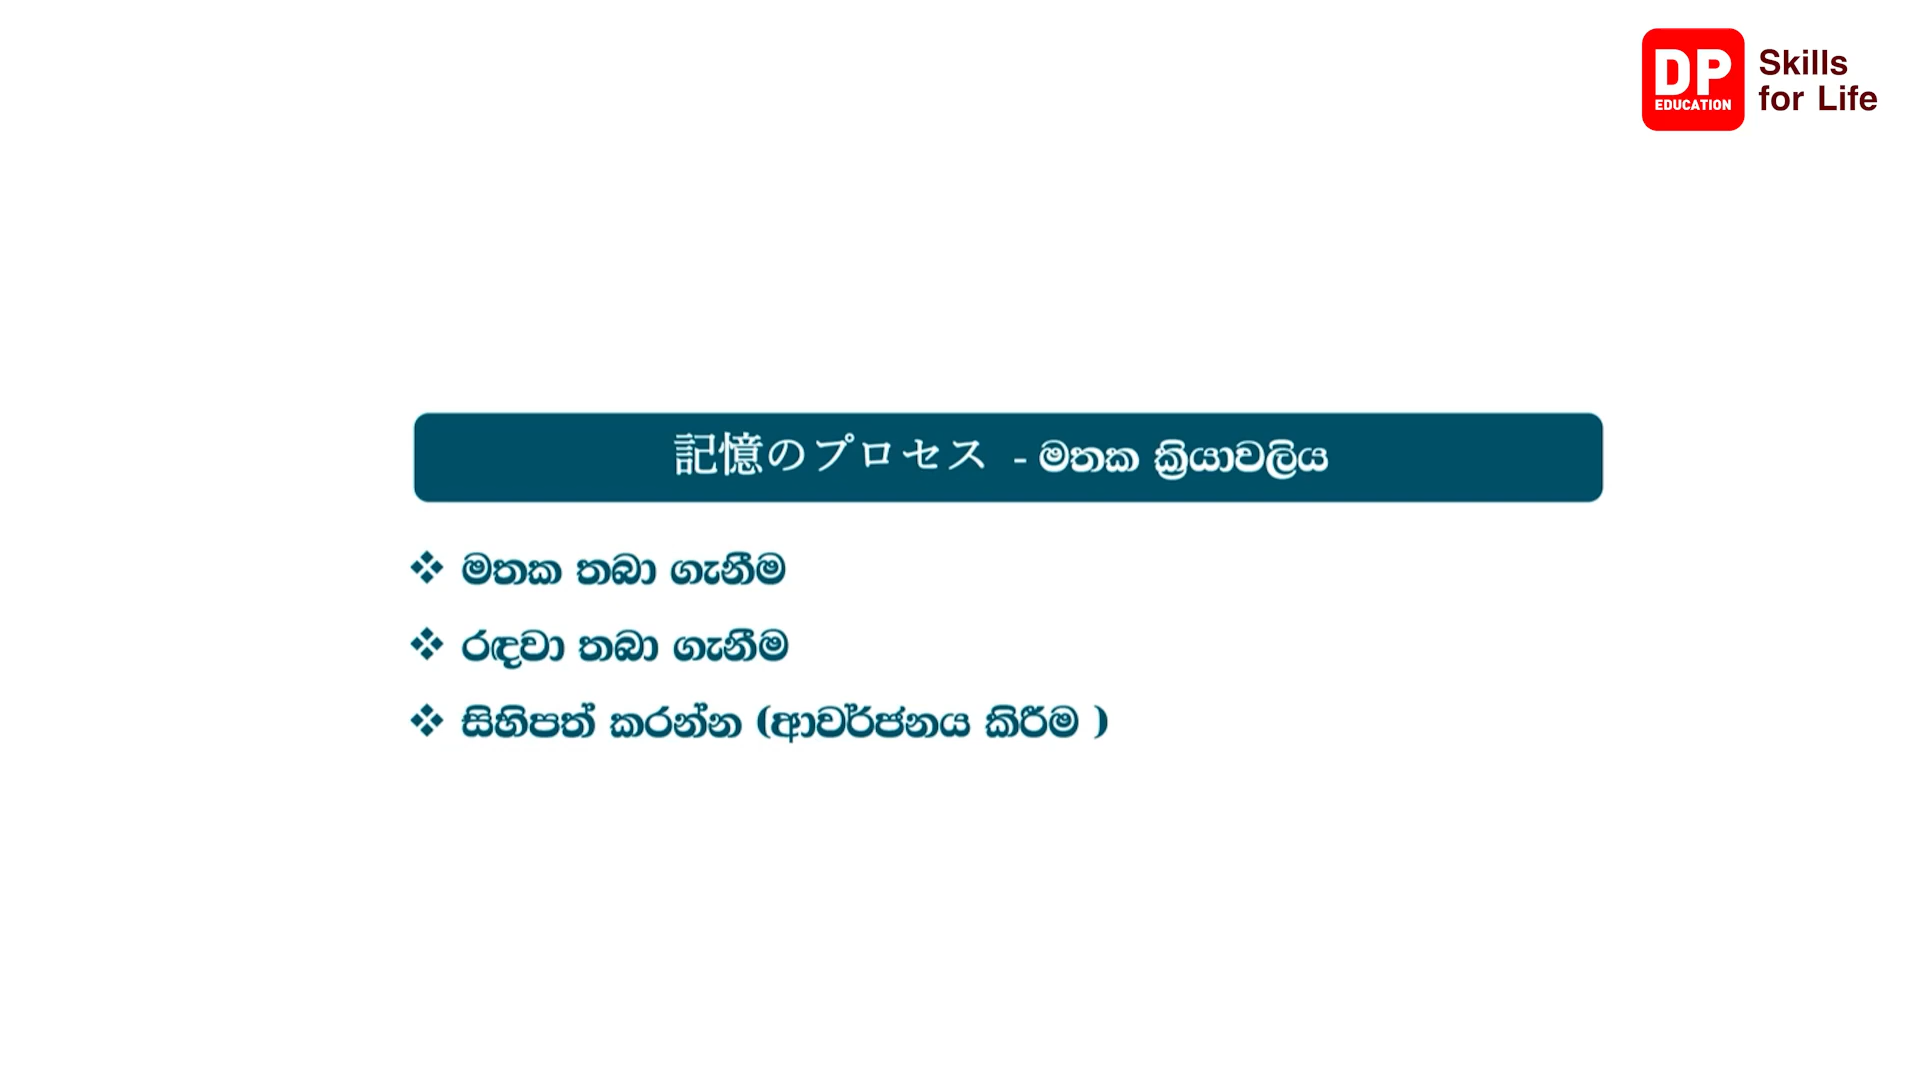 DP
EDUCATION
Skills
for Life
記憶のプロセス - මතක ක්‍රියාවලිය
❖ මතක තබා ගැනීම
❖ රඳවා තබා ගැනීම
❖ සිහිපත් කරන්න (ආවර්ජනය කිරීම )